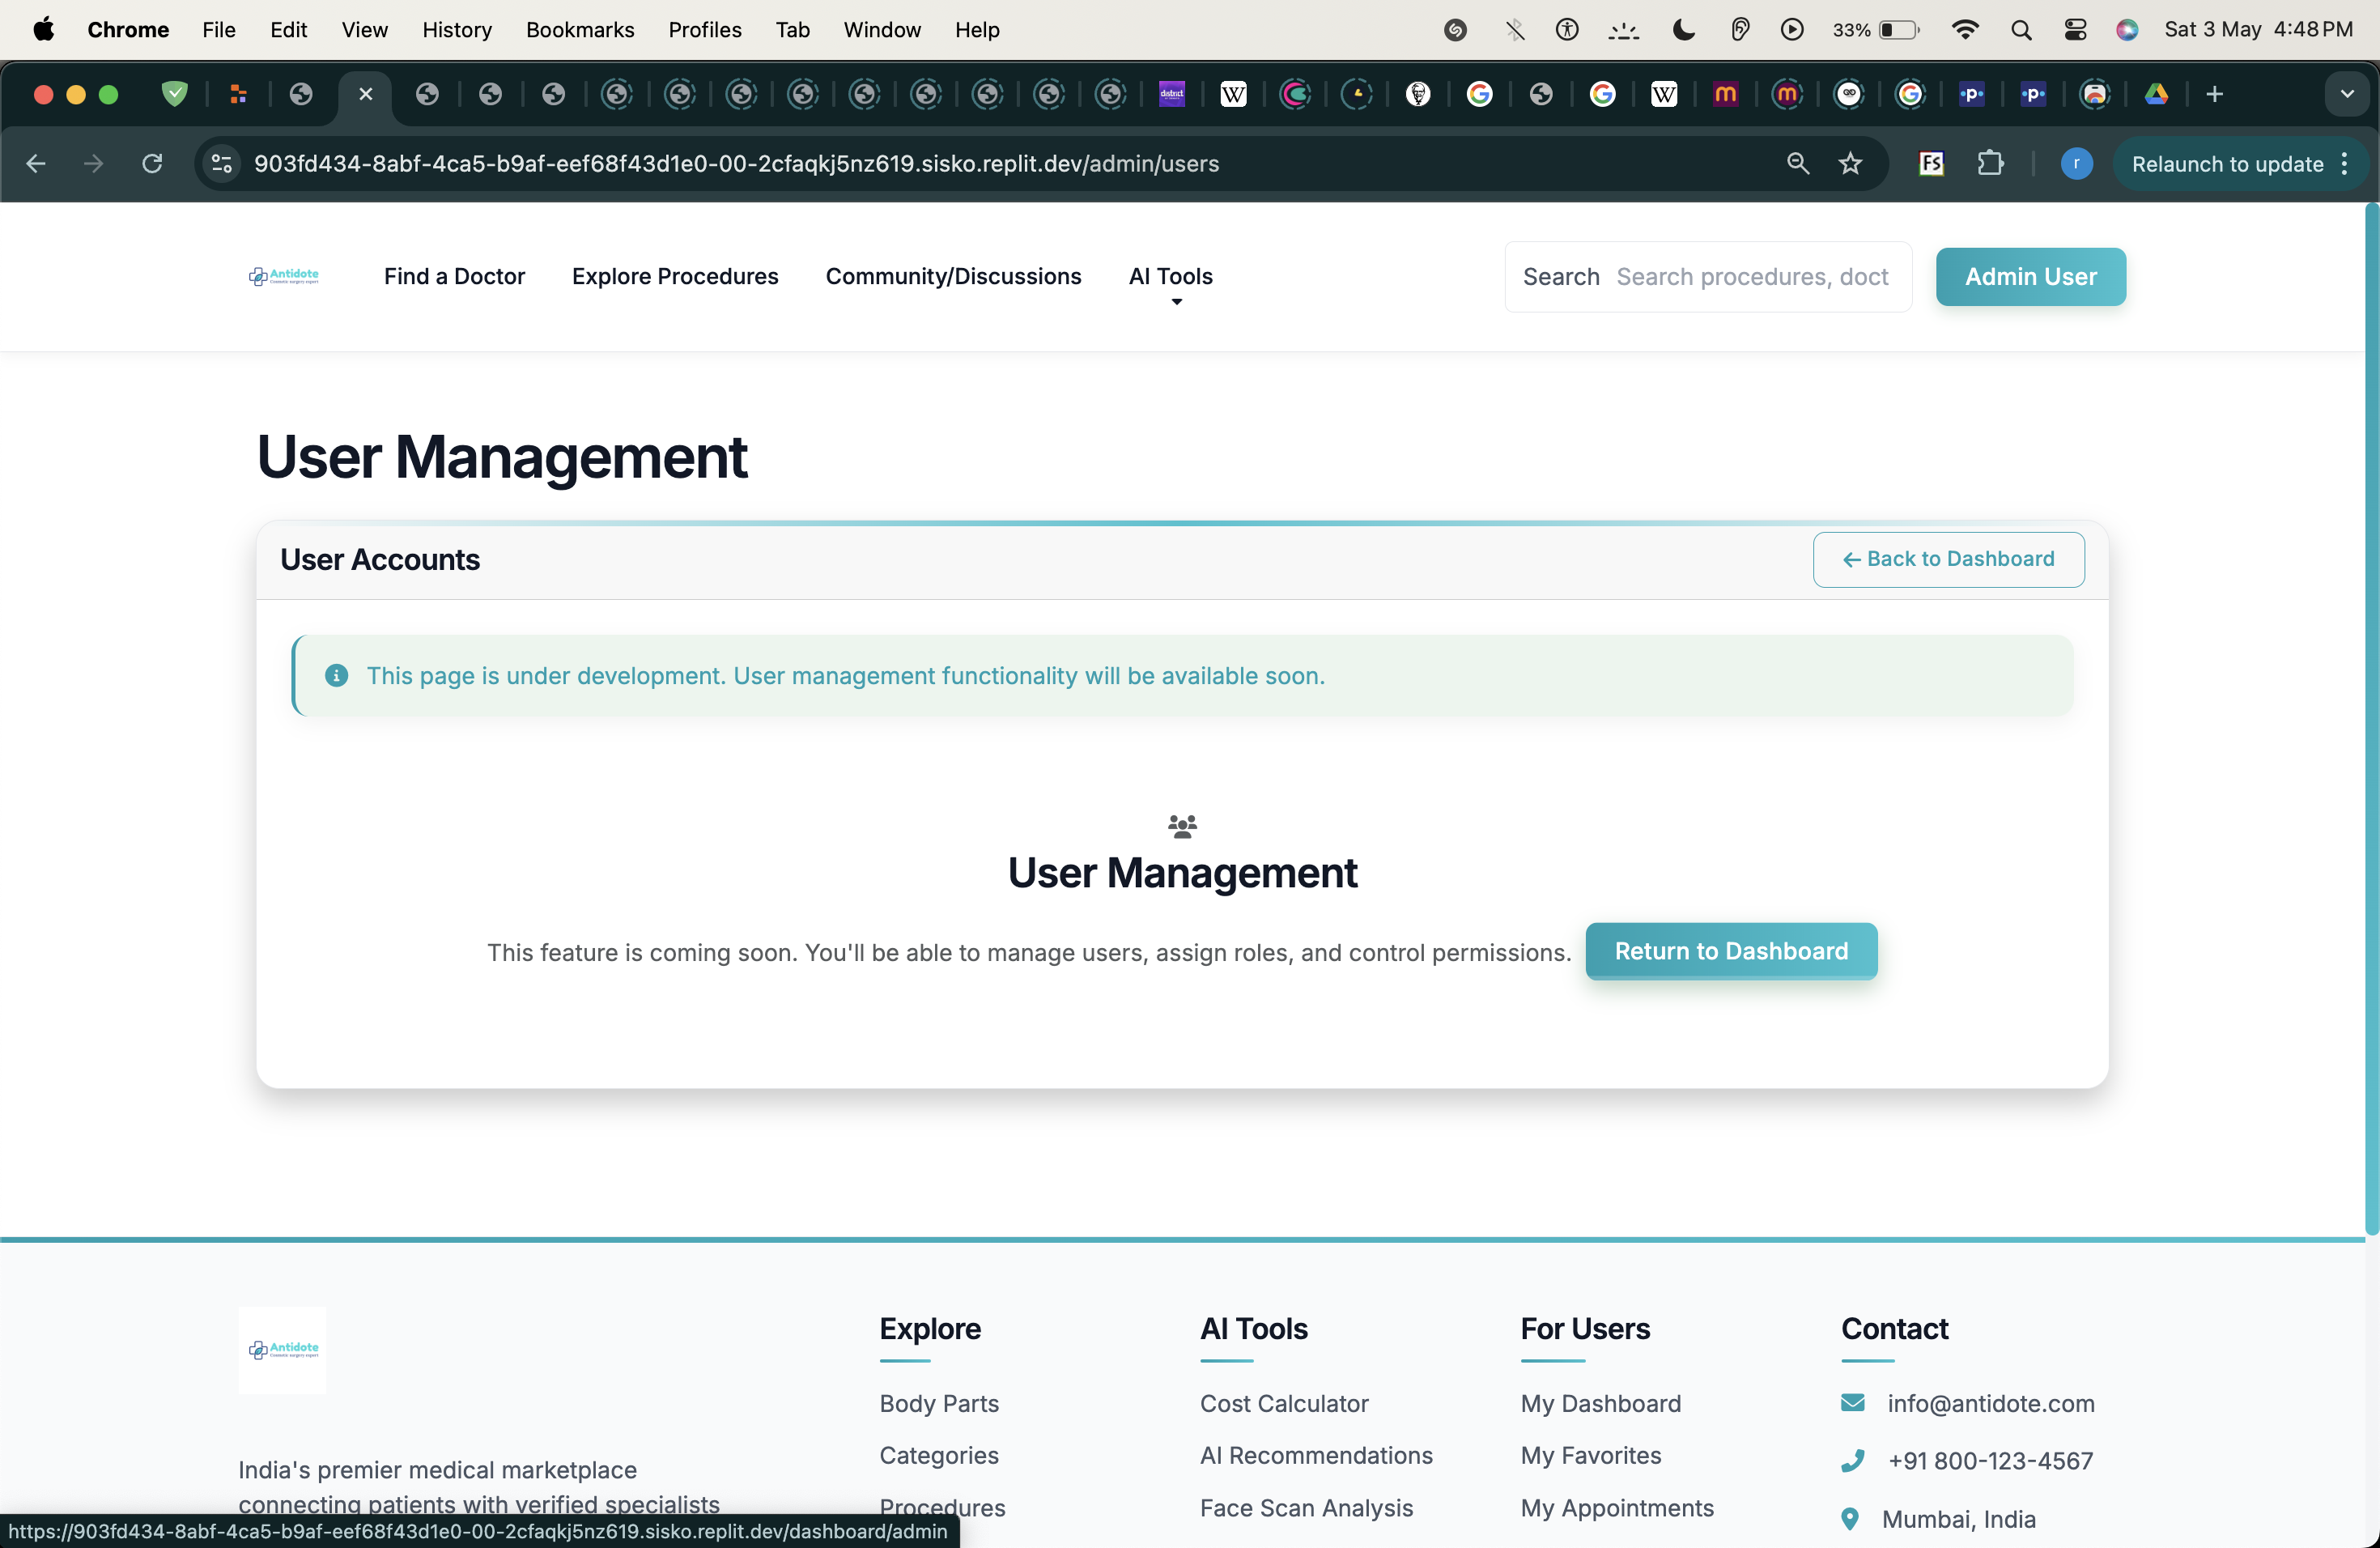 Chrome File Edit View History Bookmarks Profiles Tab Window Help 33% Sat 3 May 4:48 PM
903fd434-8abf-4ca5-b9af-eef68f43d1e0-00-2cfaqkj5nz619.sisko.replit.dev/admin/users
Relaunch to update
Antidote
Find a Doctor
Explore Procedures
Community/Discussions
AI Tools
Search Search procedures, doct
Admin User
User Management
User Accounts
← Back to Dashboard
This page is under development. User management functionality will be available soon.
User Management
This feature is coming soon. You'll be able to manage users, assign roles, and control permissions.
Return to Dashboard
Antidote
India's premier medical marketplace
connecting patients with verified specialists
Explore
Body Parts
Categories
Procedures
AI Tools
Cost Calculator
AI Recommendations
Face Scan Analysis
For Users
My Dashboard
My Favorites
My Appointments
Contact
info@antidote.com
+91 800-123-4567
Mumbai, India
https://903fd434-8abf-4ca5-b9af-eef68f43d1e0-00-2cfaqkj5nz619.sisko.replit.dev/dashboard/admin